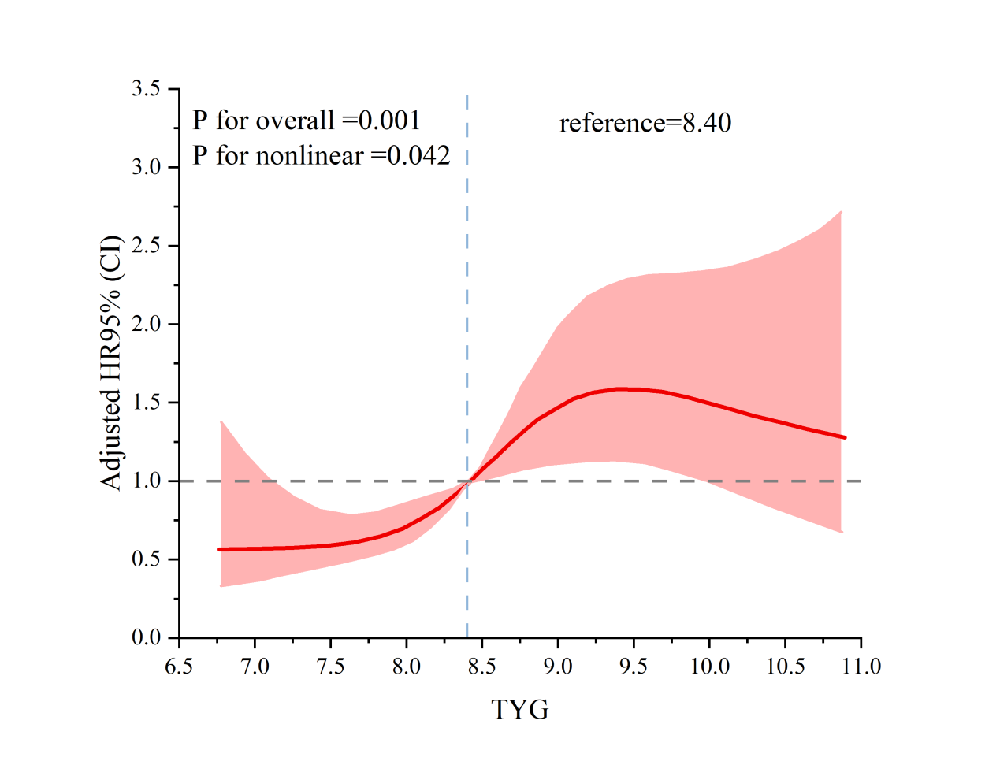 P for overall =0.001
P for nonlinear =0.042
reference=8.40
Adjusted HR95% (CI)
3.5
3.0
2.5
2.0
1.5
1.0
0.5
0.0
6.5 7.0 7.5 8.0 8.5 9.0 9.5 10.0 10.5 11.0
TYG